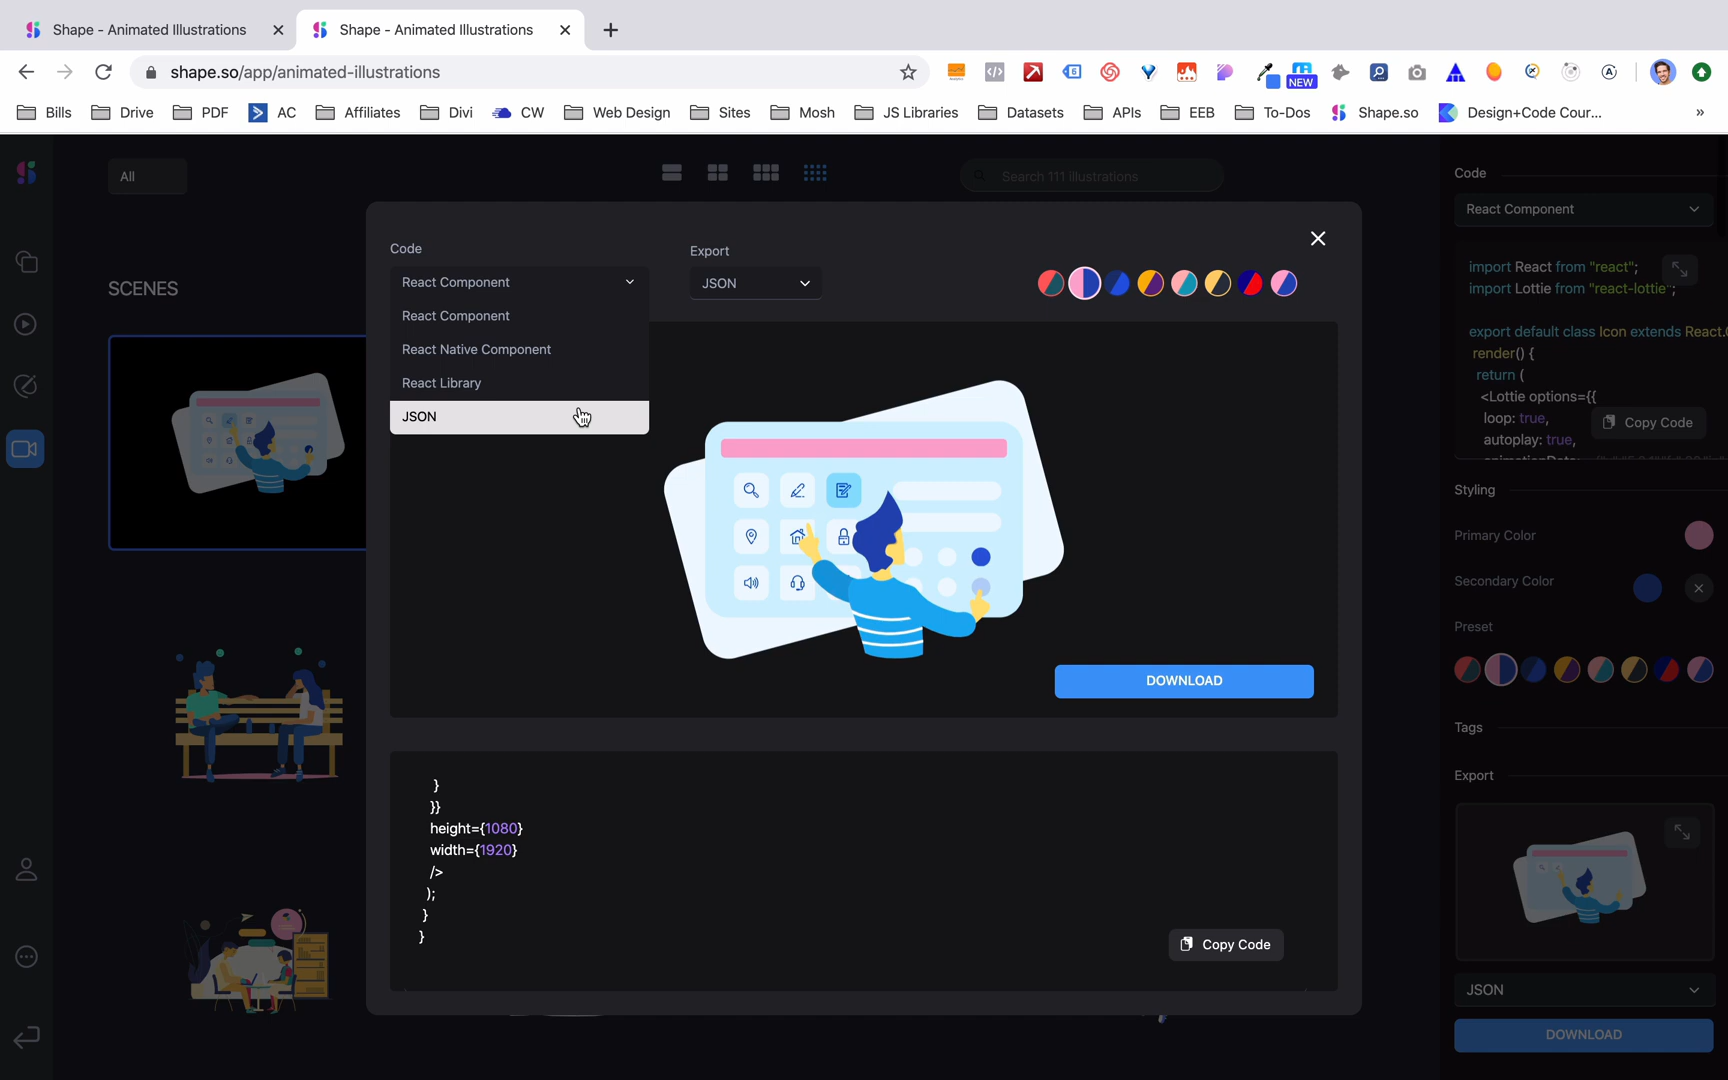 Shape - Animated Illustrations
Shape - Animated Illustrations
shape.so/app/animated-illustrations
6
NEW
A
Bills
Drive
PDF
AC
Affiliates
Divi
CW
Web Design
Sites
Mosh
JS Libraries
Datasets
APIs
EEB
To-Dos
Shape.so
Design+Code Cour...
»
All
Search 111 illustrations
SCENES
Code
React Component
React Component
React Native Component
React Library
JSON
Export
JSON
DOWNLOAD
}
}}
height={1080}
width={1920}
/>
);
}
}
Copy Code
Code
React Component
import React from "react";
import Lottie from "react-lottie";
export default class Icon extends React.
render() {
return (
<Lottie options={{
loop: true,
autoplay: true,
Copy Code
Styling
Primary Color
Secondary Color
Preset
Tags
Export
JSON
DOWNLOAD